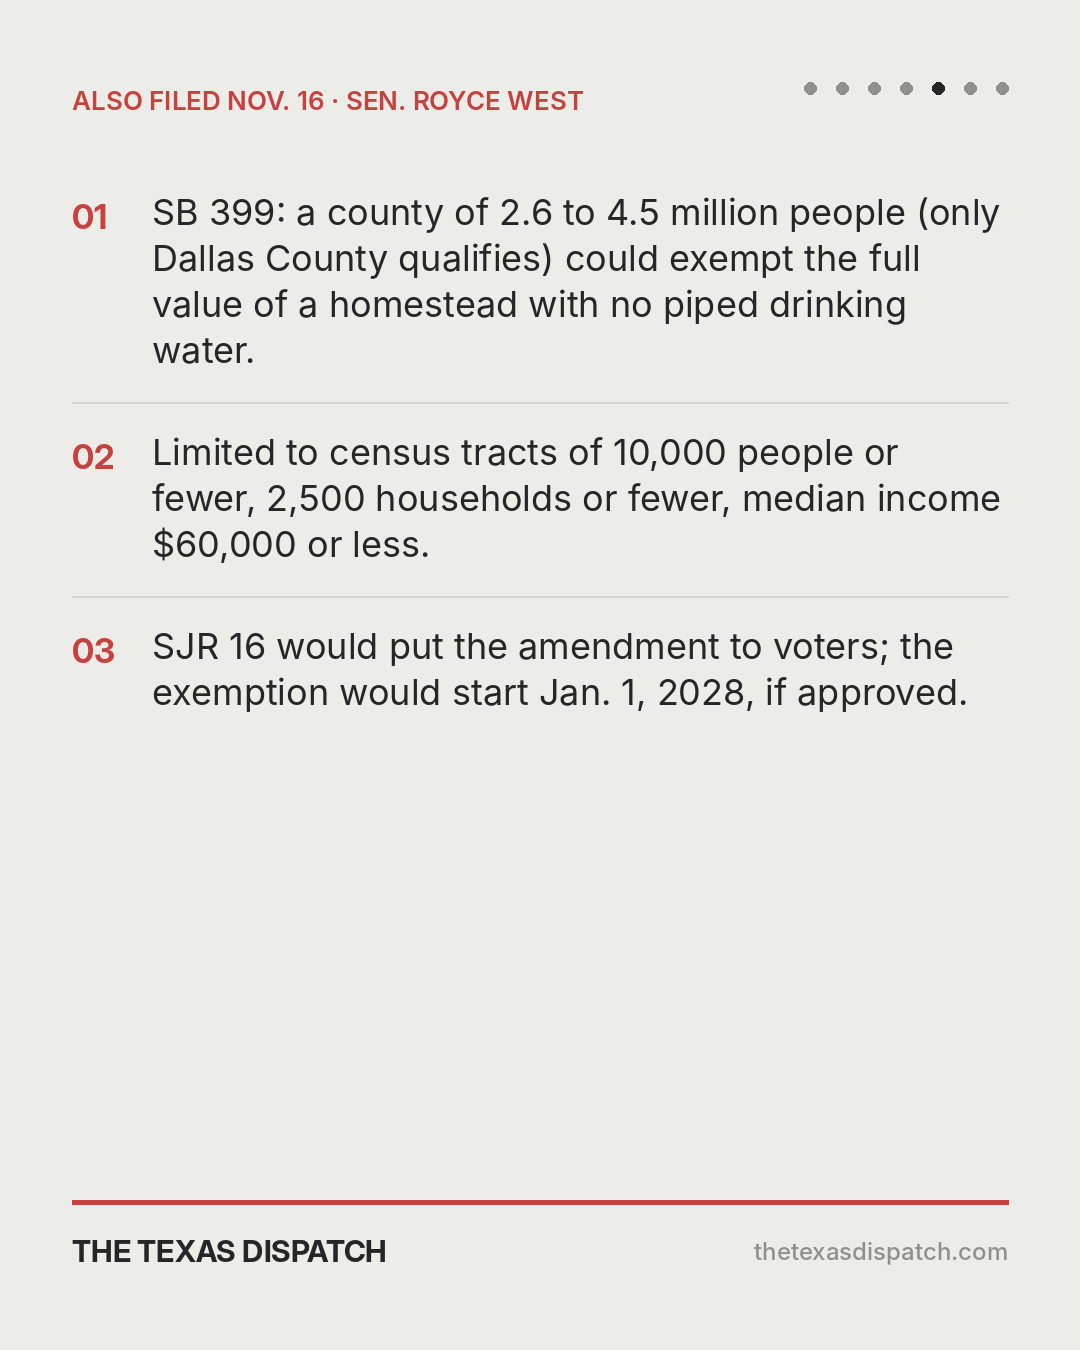 ALSO FILED NOV. 16 · SEN. ROYCE WEST
01
SB 399: a county of 2.6 to 4.5 million people (only
Dallas County qualifies) could exempt the full
value of a homestead with no piped drinking
water.
02
Limited to census tracts of 10,000 people or
fewer, 2,500 households or fewer, median income
$60,000 or less.
03
SJR 16 would put the amendment to voters; the
exemption would start Jan. 1, 2028, if approved.
THE TEXAS DISPATCH
thetexasdispatch.com